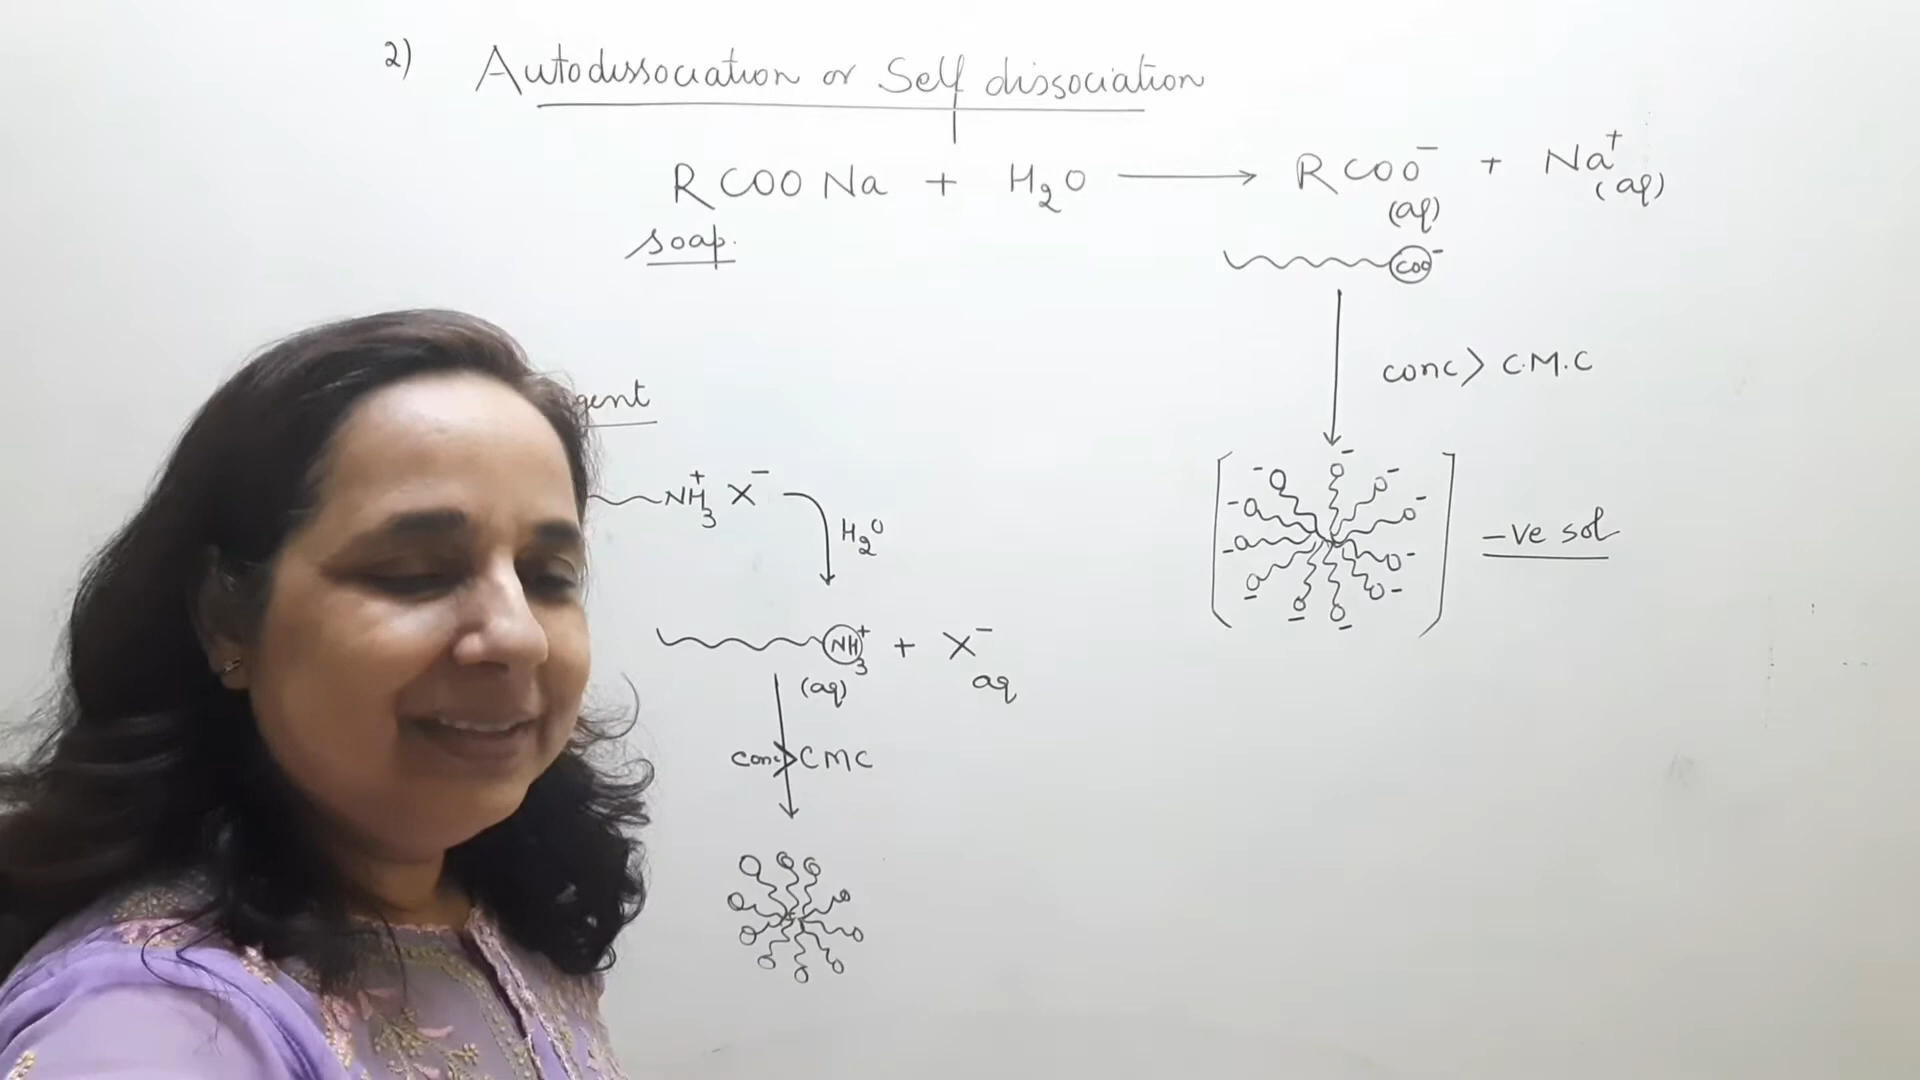 2) Autodissociation or Self dissociation
RCOONa + H₂O ⟶ RCOO⁻ (aq) + Na⁺ (aq)
soap.
COO⁻
conc > C.M.C
-ve sol
gent
NH₃⁺ X⁻
H₂O
NH₃⁺ (aq) + X⁻ aq
conc > CMC